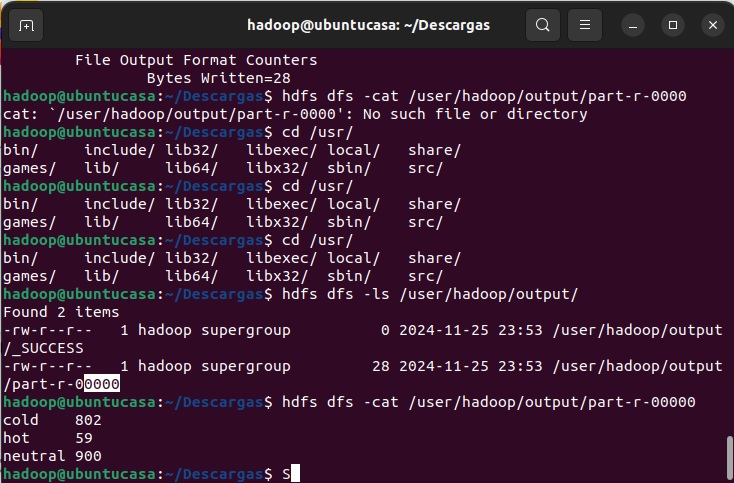 hadoop@ubuntucasa: ~/Descargas
File Output Format Counters
Bytes Written=28
hadoop@ubuntucasa:~/Descargas$ hdfs dfs -cat /user/hadoop/output/part-r-0000
cat: `/user/hadoop/output/part-r-0000': No such file or directory
hadoop@ubuntucasa:~/Descargas$ cd /usr/
bin/     include/ lib32/   libexec/ local/   share/
games/   lib/     lib64/   libx32/  sbin/    src/
hadoop@ubuntucasa:~/Descargas$ cd /usr/
bin/     include/ lib32/   libexec/ local/   share/
games/   lib/     lib64/   libx32/  sbin/    src/
hadoop@ubuntucasa:~/Descargas$ cd /usr/
bin/     include/ lib32/   libexec/ local/   share/
games/   lib/     lib64/   libx32/  sbin/    src/
hadoop@ubuntucasa:~/Descargas$ hdfs dfs -ls /user/hadoop/output/
Found 2 items
-rw-r--r--   1 hadoop supergroup          0 2024-11-25 23:53 /user/hadoop/output
/_SUCCESS
-rw-r--r--   1 hadoop supergroup         28 2024-11-25 23:53 /user/hadoop/output
/part-r-00000
hadoop@ubuntucasa:~/Descargas$ hdfs dfs -cat /user/hadoop/output/part-r-00000
cold    802
hot     59
neutral 900
hadoop@ubuntucasa:~/Descargas$ S